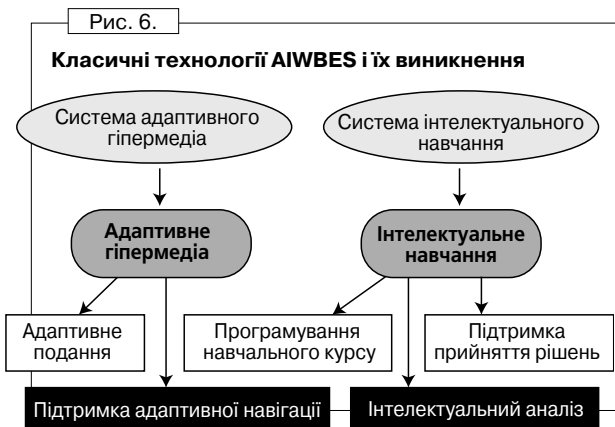 Рис. 6.
Класичні технології AIWBES і їх виникнення
Система адаптивного
гіпермедіа
Система інтелектуального
навчання
Адаптивне
гіпермедіа
Інтелектуальне
навчання
Адаптивне
подання
Програмування
навчального курсу
Підтримка
прийняття рішень
Підтримка адаптивної навігації
Інтелектуальний аналіз